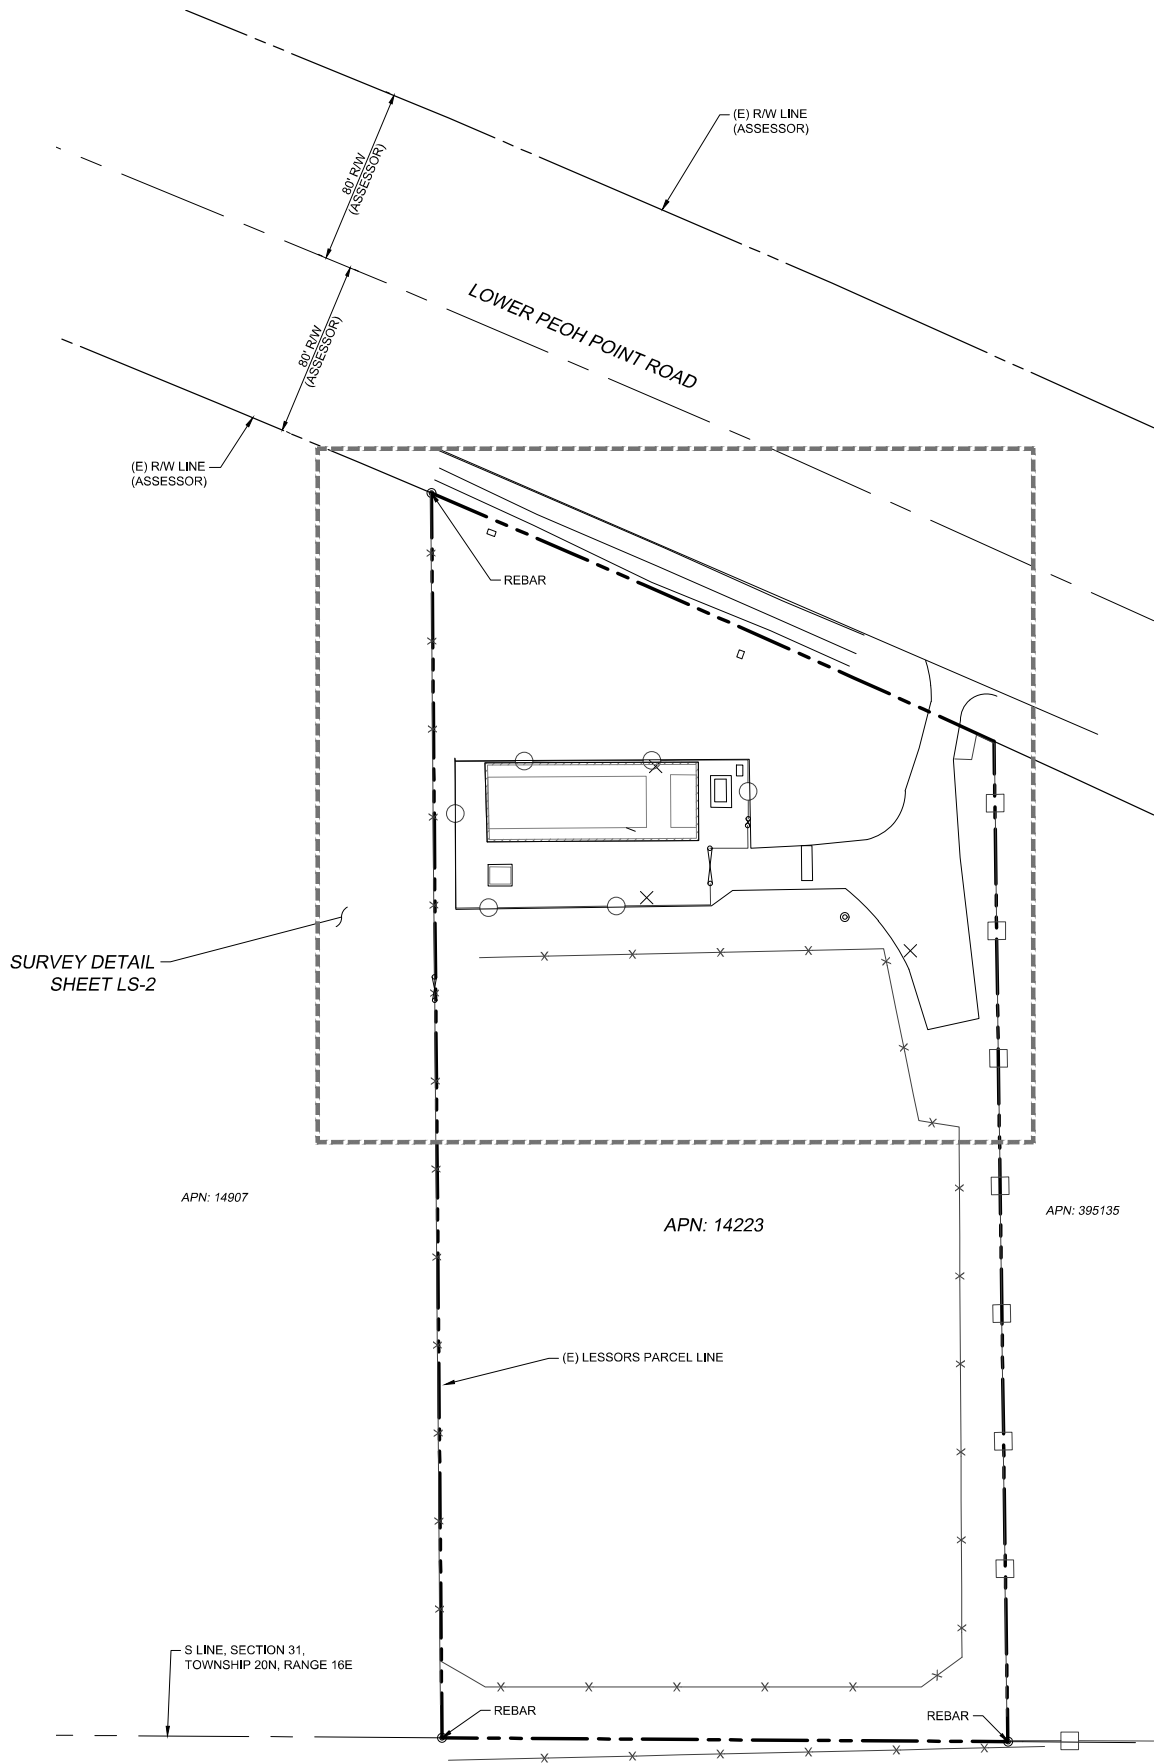 (E) R/W LINE
(ASSESSOR)
80' R/W
(ASSESSOR)
LOWER PEOH POINT ROAD
80' R/W
(ASSESSOR)
(E) R/W LINE
(ASSESSOR)
REBAR
SURVEY DETAIL
SHEET LS-2
APN: 14907
APN: 14223
APN: 395135
(E) LESSORS PARCEL LINE
S LINE, SECTION 31,
TOWNSHIP 20N, RANGE 16E
REBAR
REBAR